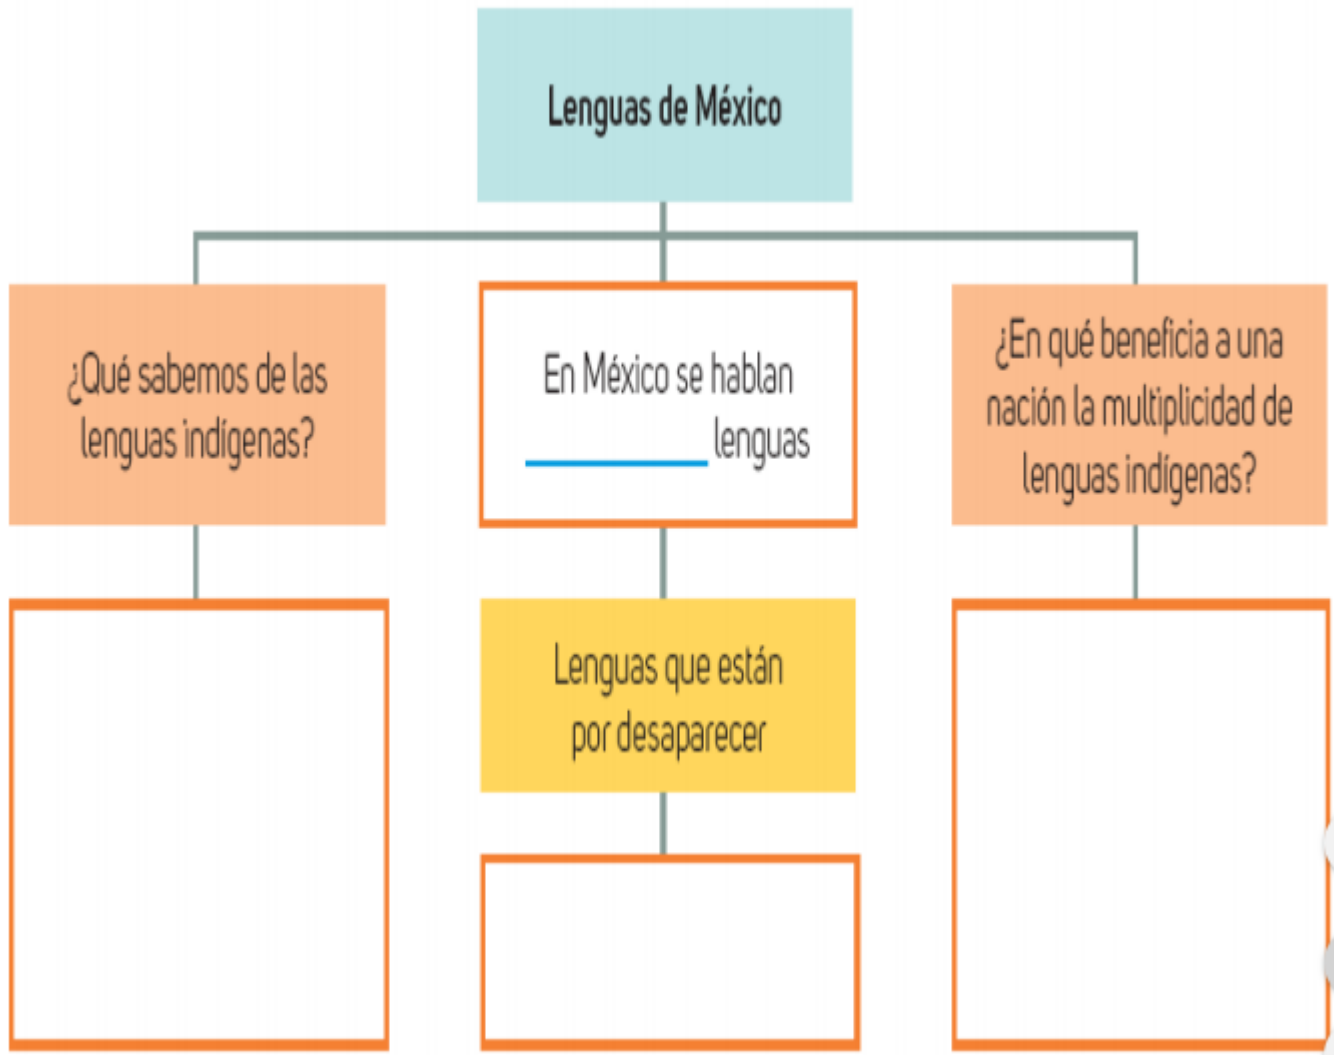 Lenguas de México
¿Qué sabemos de las
lenguas indígenas?
En México se hablan
__________ lenguas
¿En qué beneficia a una
nación la multiplicidad de
lenguas indígenas?
Lenguas que están
por desaparecer